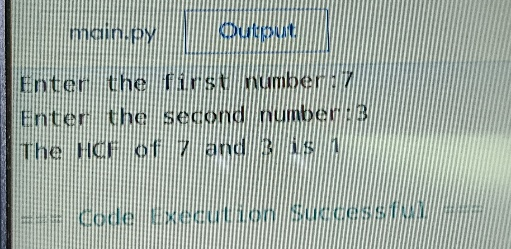 main.py Output
Enter the first number:7
Enter the second number:3
The HCF of 7 and 3 is 1
=== Code Execution Successful ===